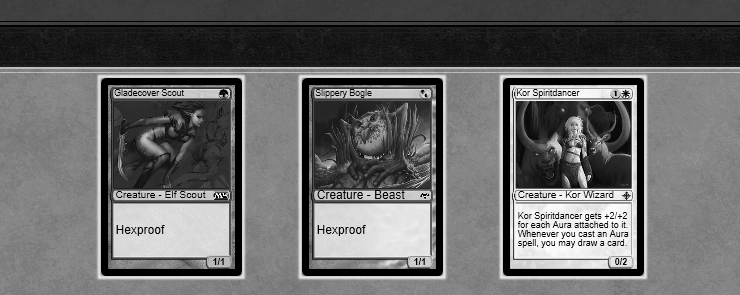 Gladecover Scout
Creature - Elf Scout
Hexproof
1/1
Slippery Bogle
Creature - Beast
Hexproof
1/1
Kor Spiritdancer
1
Creature - Kor Wizard
Kor Spiritdancer gets +2/+2
for each Aura attached to it.
Whenever you cast an Aura
spell, you may draw a card.
0/2